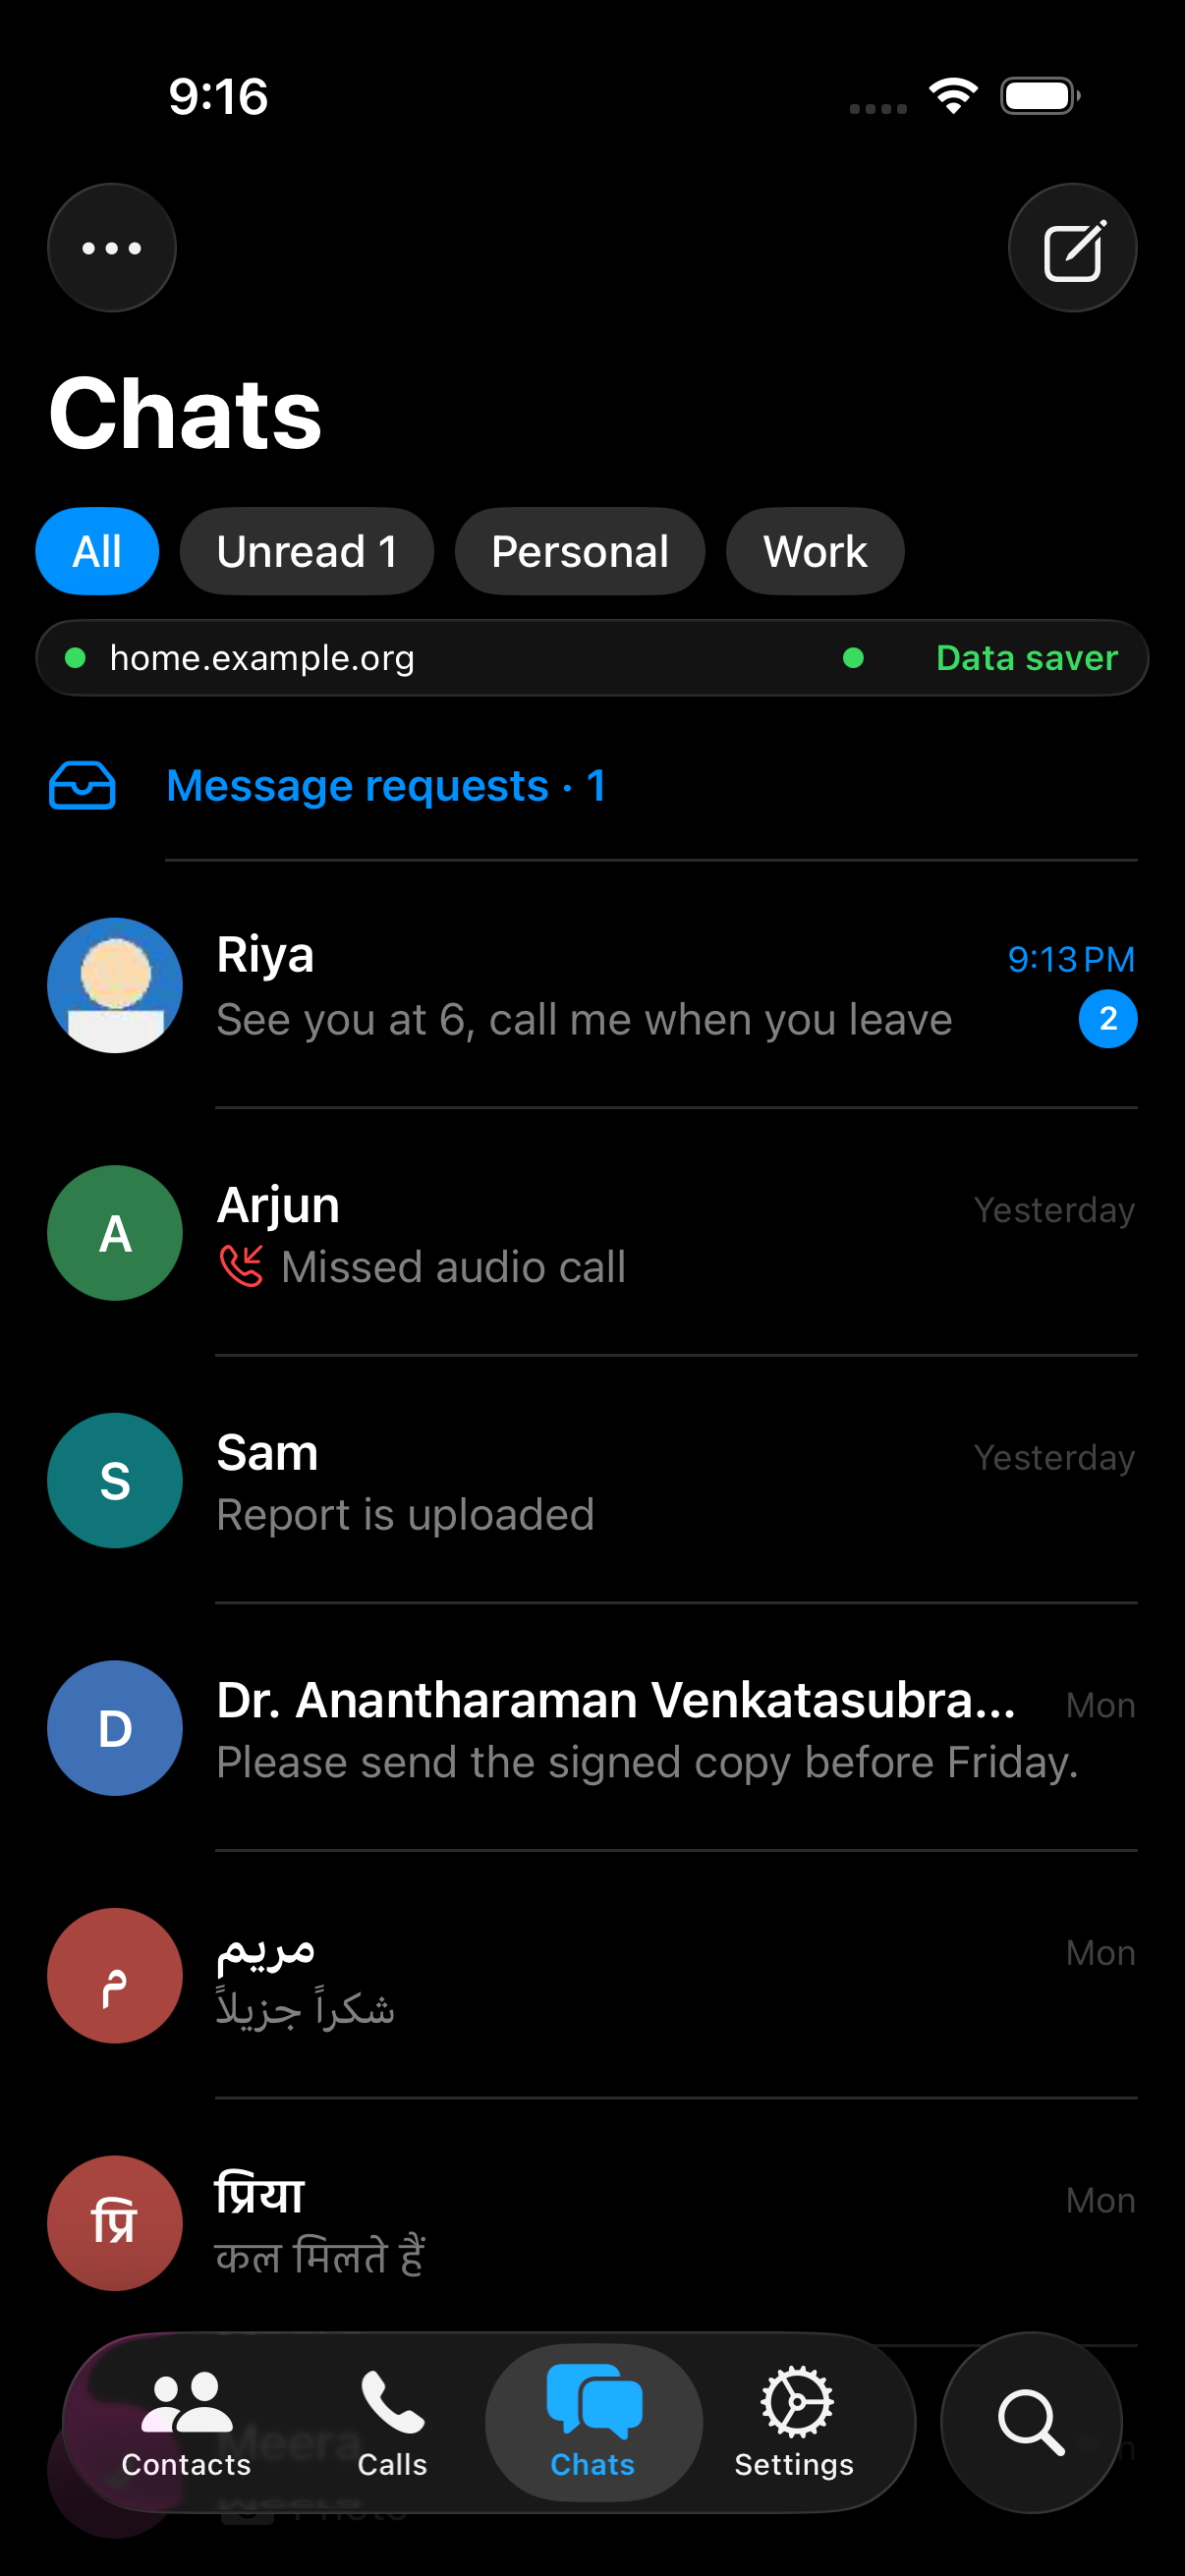 9:16
Chats
All
Unread 1
Personal
Work
home.example.org
Data saver
Message requests · 1
Riya
9:13 PM
See you at 6, call me when you leave
2
A
Arjun
Yesterday
Missed audio call
S
Sam
Yesterday
Report is uploaded
D
Dr. Anantharaman Venkatasubra...
Mon
Please send the signed copy before Friday.
م
مريم
Mon
شكراً جزيلاً
प्रि
प्रिया
Mon
कल मिलते हैं
Meera
Photo
Contacts
Calls
Chats
Settings